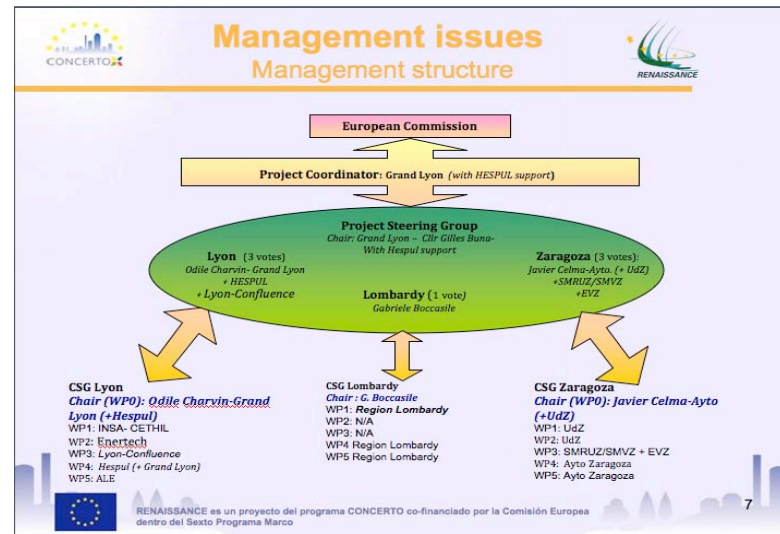 Management issues
Management structure
CONCERTO
RENAISSANCE
European Commission
Project Coordinator: Grand Lyon (with HESPUL support)
Project Steering Group
Chair: Grand Lyon – Cllr Gilles Buna-
With Hespul support
Lyon (3 votes)
Odile Charvin- Grand Lyon
+ HESPUL
+ Lyon-Confluence
Lombardy (1 vote)
Gabriele Boccasile
Zaragoza (3 votes):
Javier Celma-Ayto. (+ UdZ)
+SMRUZ/SMVZ
+EVZ
CSG Lyon
Chair (WP0): Odile Charvin-Grand
Lyon (+Hespul)
WP1: INSA- CETHIL
WP2: Enertech
WP3: Lyon-Confluence
WP4: Hespul (+ Grand Lyon)
WP5: ALE
CSG Lombardy
Chair : G. Boccasile
WP1: Region Lombardy
WP2: N/A
WP3: N/A
WP4 Region Lombardy
WP5 Region Lombardy
CSG Zaragoza
Chair (WP0): Javier Celma-Ayto
(+UdZ)
WP1: UdZ
WP2: UdZ
WP3: SMRUZ/SMVZ + EVZ
WP4: Ayto Zaragoza
WP5: Ayto Zaragoza
RENAISSANCE es un proyecto del programa CONCERTO co-financiado por la Comisión Europea
dentro del Sexto Programa Marco
7